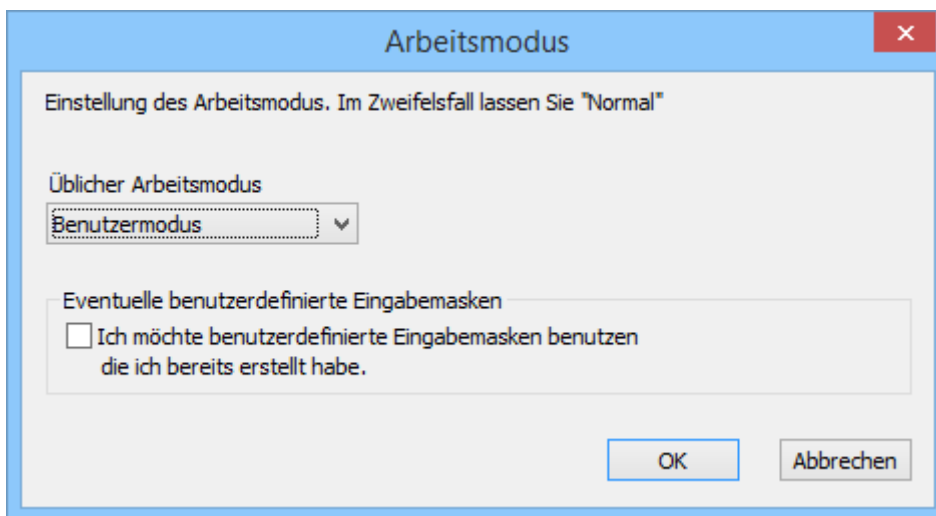 Arbeitsmodus
Einstellung des Arbeitsmodus. Im Zweifelsfall lassen Sie "Normal"
Üblicher Arbeitsmodus
Benutzermodus
Eventuelle benutzerdefinierte Eingabemasken
Ich möchte benutzerdefinierte Eingabemasken benutzen
die ich bereits erstellt habe.
OK
Abbrechen